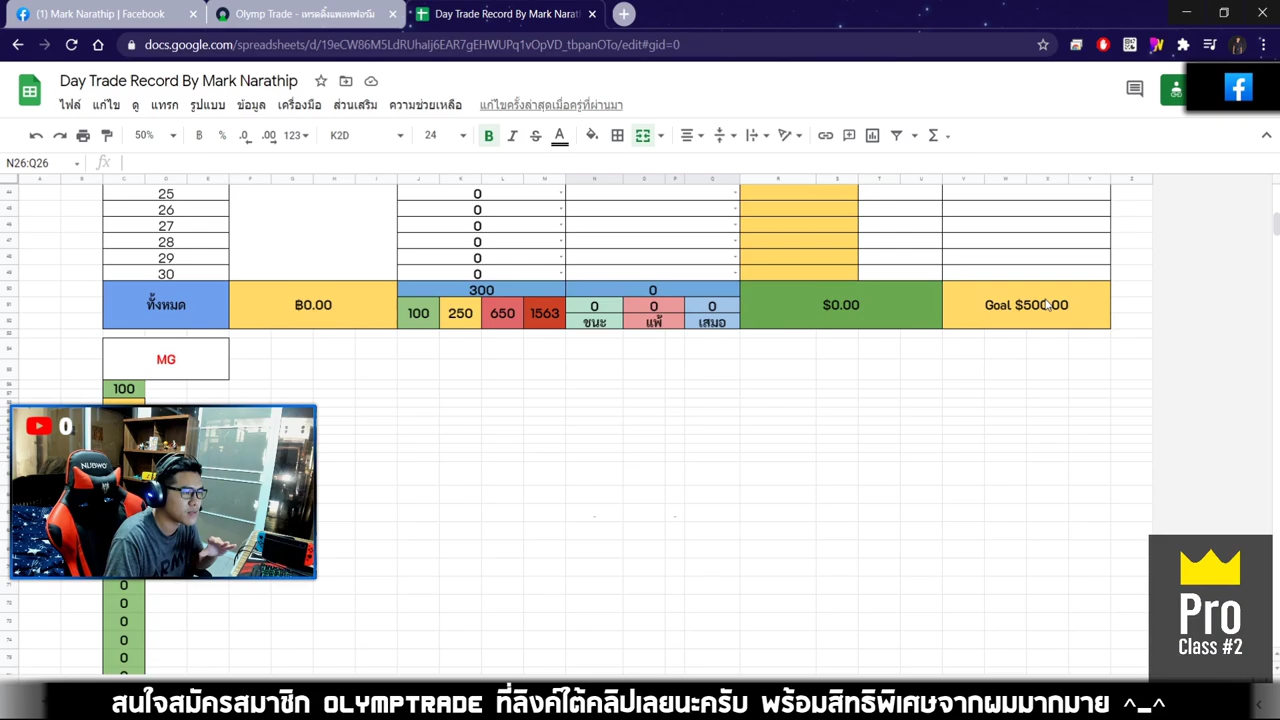 (1) Mark Narathip | Facebook
Olymp Trade - เทรดดิ้งแพลทฟอร์ม
Day Trade Record By Mark Narat
docs.google.com/spreadsheets/d/19eCW86M5LdRUhaIj6EAR7gEHWUPq1vOpVD_tbpanOTo/edit#gid=0
Day Trade Record By Mark Narathip
ไฟล์ แก้ไข ดู แทรก รูปแบบ ข้อมูล เครื่องมือ ส่วนเสริม ความช่วยเหลือ แก้ไขครั้งล่าสุดเมื่อครู่ที่ผ่านมา
50% ฿ % .0 .00 123 K2D 24 B I S A
N26:Q26 fx
25 0
26 0
27 0
28 0
29 0
30 0
ทั้งหมด ฿0.00 300 0 $0.00 Goal $500.00
100 250 650 1563 0 0 0
ชนะ แพ้ เสมอ
MG
100
0
NUBWO
0
0
0
0
0
Pro
Class #2
สนใจสมัครสมาชิก OLYMPTRADE ที่ลิงค์ใต้คลิปเลยนะครับ พร้อมสิทธิพิเศษจากผมมากมาย ^_^